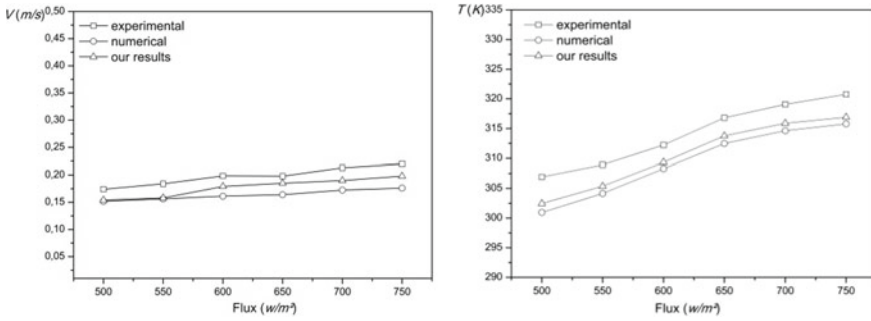 V (m/s)
0,50
0,45
0,40
0,35
0,30
0,25
0,20
0,15
0,10
0,05
experimental
numerical
our results
500 550 600 650 700 750
Flux (w/m²)
T (K)
335
330
325
320
315
310
305
300
295
290
experimental
numerical
our results
500 550 600 650 700 750
Flux (w/m²)